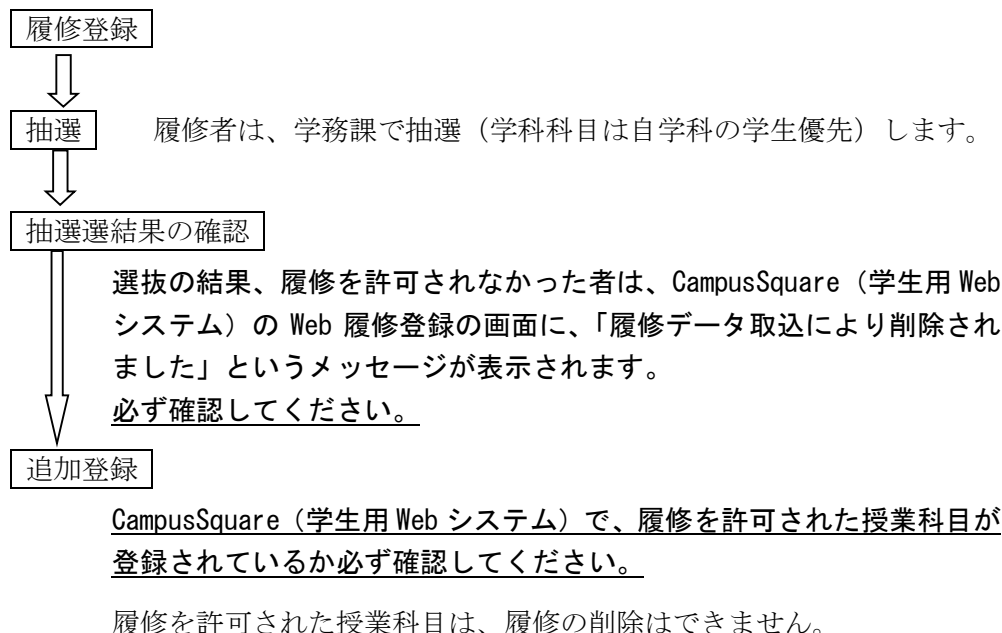 履修登録
抽選
履修者は、学務課で抽選（学科科目は自学科の学生優先）します。
抽選選結果の確認
選抜の結果、履修を許可されなかった者は、CampusSquare（学生用 Web
システム）の Web 履修登録の画面に、「履修データ取込により削除され
ました」というメッセージが表示されます。
必ず確認してください。
追加登録
CampusSquare（学生用 Web システム）で、履修を許可された授業科目が
登録されているか必ず確認してください。
履修を許可された授業科目は、履修の削除はできません。